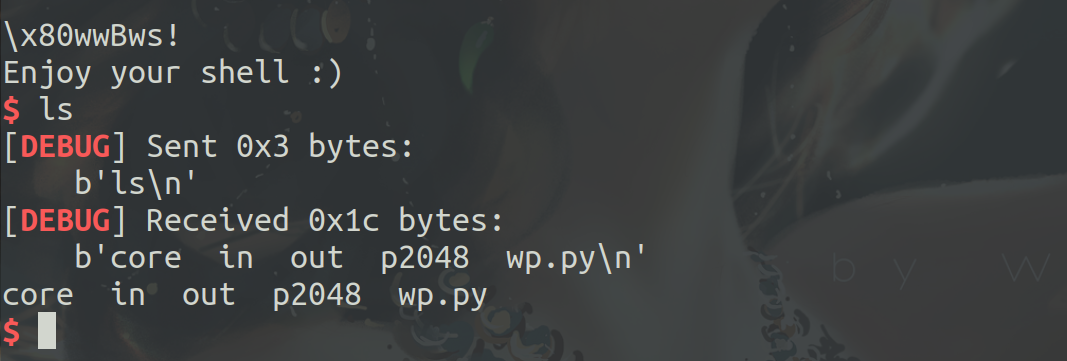 \x80wwBws!
Enjoy your shell :)
$ ls
[DEBUG] Sent 0x3 bytes:
    b'ls\n'
[DEBUG] Received 0x1c bytes:
    b'core  in  out  p2048  wp.py\n'
core  in  out  p2048  wp.py
$
by W